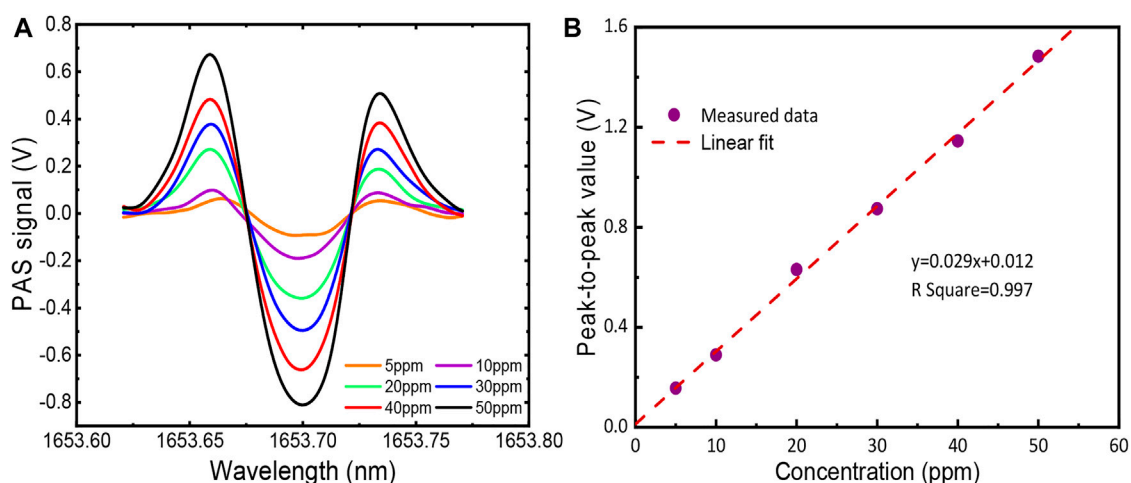 A
PAS signal (V)
0.8
0.6
0.4
0.2
0.0
-0.2
-0.4
-0.6
-0.8
5ppm 10ppm
20ppm 30ppm
40ppm 50ppm
1653.60 1653.65 1653.70 1653.75 1653.80
Wavelength (nm)
B
Peak-to-peak value (V)
1.6
1.2
0.8
0.4
0.0
Measured data
Linear fit
y=0.029x+0.012
R Square=0.997
0 10 20 30 40 50 60
Concentration (ppm)